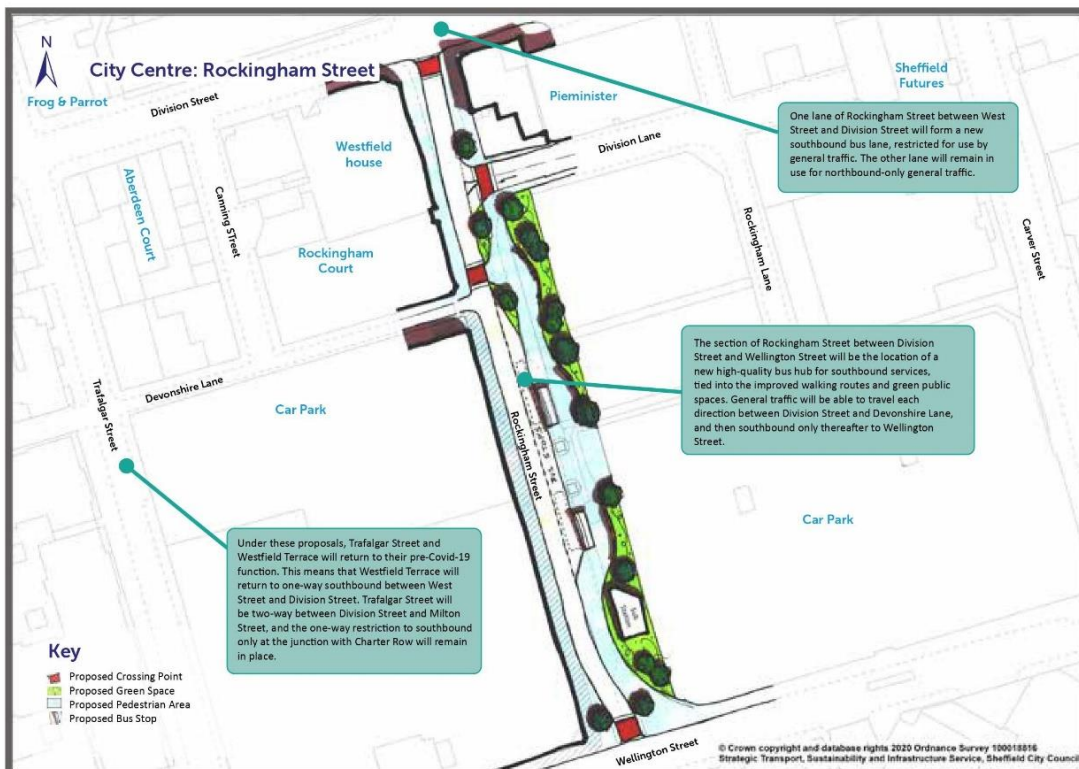 N
City Centre: Rockingham Street
Frog & Parrot
Division Street
Westfield
house
Pieminister
Sheffield
Futures
Division Lane
One lane of Rockingham Street between West
Street and Division Street will form a new
southbound bus lane, restricted for use by
general traffic. The other lane will remain in
use for northbound-only general traffic.
Aberdeen Court
Canning STreet
Rockingham
Court
Rockingham Lane
Carver Street
The section of Rockingham Street between Division
Street and Wellington Street will be the location of a
new high-quality bus hub for southbound services,
tied into the improved walking routes and green public
spaces. General traffic will be able to travel each
direction between Division Street and Devonshire Lane,
and then southbound only thereafter to Wellington
Street.
Trafalgar Street
Devonshire Lane
Car Park
Rockingham Street
BUS STOPS
Car Park
Under these proposals, Trafalgar Street and
Westfield Terrace will return to their pre-Covid-19
function. This means that Westfield Terrace will
return to one-way southbound between West
Street and Division Street. Trafalgar Street will
be two-way between Division Street and Milton
Street, and the one-way restriction to southbound
only at the junction with Charter Row will remain
in place.
Sub
Station
Key
Proposed Crossing Point
Proposed Green Space
Proposed Pedestrian Area
Proposed Bus Stop
Wellington Street
© Crown copyright and database rights 2020 Ordnance Survey 100018816
Strategic Transport, Sustainability and Infrastructure Service, Sheffield City Council